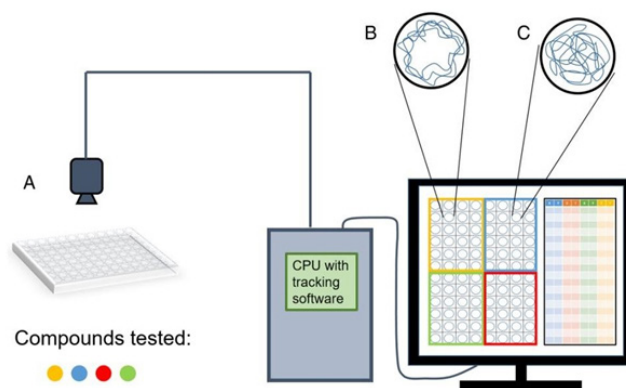 B
C
A
CPU with
tracking
software
Compounds tested: